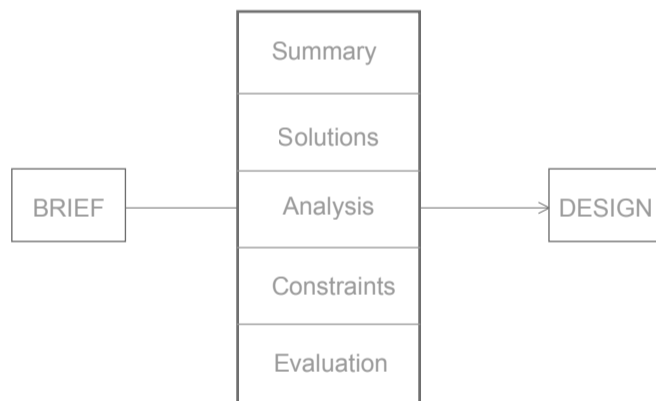 Summary
Solutions
BRIEF
Analysis
DESIGN
Constraints
Evaluation